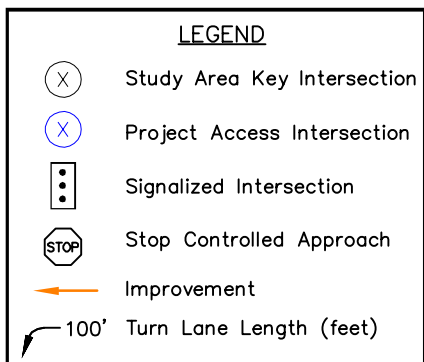 LEGEND
X Study Area Key Intersection
X Project Access Intersection
Signalized Intersection
STOP Stop Controlled Approach
Improvement
100' Turn Lane Length (feet)